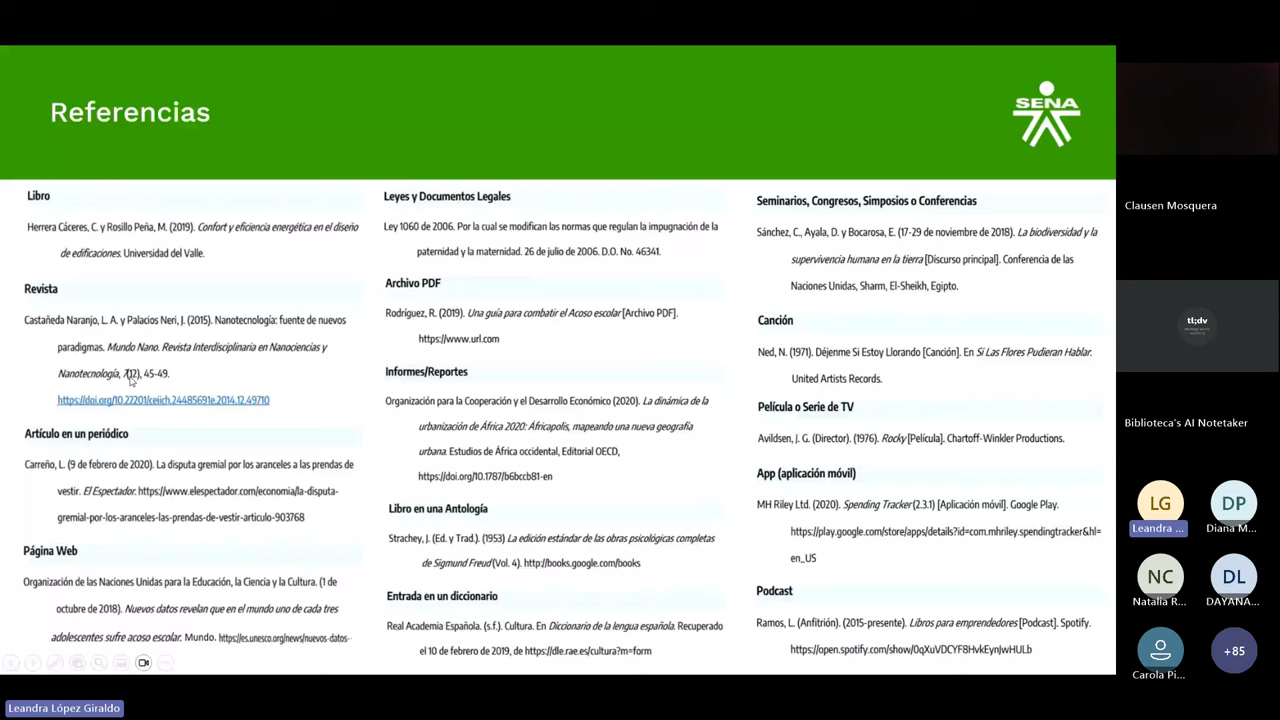 Referencias
SENA
Libro
Herrera Cáceres, C. y Rosillo Peña, M. (2019). Confort y eficiencia energética en el diseño
de edificaciones. Universidad del Valle.
Revista
Castañeda Naranjo, L. A. y Palacios Neri, J. (2015). Nanotecnología: fuente de nuevos
paradigmas. Mundo Nano. Revista Interdisciplinaria en Nanociencias y
Nanotecnología, 7(12), 45-49.
https://doi.org/10.22201/ceiich.24485691e.2014.12.49710
Artículo en un periódico
Carreño, L. (9 de febrero de 2020). La disputa gremial por los aranceles a las prendas de
vestir. El Espectador. https://www.elespectador.com/economia/la-disputa-
gremial-por-los-aranceles-las-prendas-de-vestir-articulo-903768
Página Web
Organización de las Naciones Unidas para la Educación, la Ciencia y la Cultura. (1 de
octubre de 2018). Nuevos datos revelan que en el mundo uno de cada tres
adolescentes sufre acoso escolar. Mundo. https://es.unesco.org/news/nuevos-datos-
Leyes y Documentos Legales
Ley 1060 de 2006. Por la cual se modifican las normas que regulan la impugnación de la
paternidad y la maternidad. 26 de julio de 2006. D.O. No. 46341.
Archivo PDF
Rodríguez, R. (2019). Una guía para combatir el Acoso escolar [Archivo PDF].
https://www.url.com
Informes/Reportes
Organización para la Cooperación y el Desarrollo Económico (2020). La dinámica de la
urbanización de África 2020: Áfricapolis, mapeando una nueva geografía
urbana. Estudios de África occidental, Editorial OECD,
https://doi.org/10.1787/b6bccb81-en
Libro en una Antología
Strachey, J. (Ed. y Trad.). (1953) La edición estándar de las obras psicológicas completas
de Sigmund Freud (Vol. 4). http://books.google.com/books
Entrada en un diccionario
Real Academia Española. (s.f.). Cultura. En Diccionario de la lengua española. Recuperado
el 10 de febrero de 2019, de https://dle.rae.es/cultura?m=form
Seminarios, Congresos, Simposios o Conferencias
Sánchez, C., Ayala, D. y Bocarosa, E. (17-29 de noviembre de 2018). La biodiversidad y la
supervivencia humana en la tierra [Discurso principal]. Conferencia de las
Naciones Unidas, Sharm, El-Sheikh, Egipto.
Canción
Ned, N. (1971). Déjenme Si Estoy Llorando [Canción]. En Si Las Flores Pudieran Hablar.
United Artists Records.
Película o Serie de TV
Avildsen, J. G. (Director). (1976). Rocky [Película]. Chartoff-Winkler Productions.
App (aplicación móvil)
MH Riley Ltd. (2020). Spending Tracker (2.3.1) [Aplicación móvil]. Google Play.
https://play.google.com/store/apps/details?id=com.mhriley.spendingtracker&hl=
en_US
Podcast
Ramos, L. (Anfitrión). (2015-presente). Libros para emprendedores [Podcast]. Spotify.
https://open.spotify.com/show/0qXuVDCYF8HvkEynJwHULb
Clausen Mosquera
tl;dv
Biblioteca's AI Notetaker
LG
Leandra ...
DP
Diana M...
NC
Natalia R...
DL
DAYANA...
Carola Pi...
+85
Leandra López Giraldo